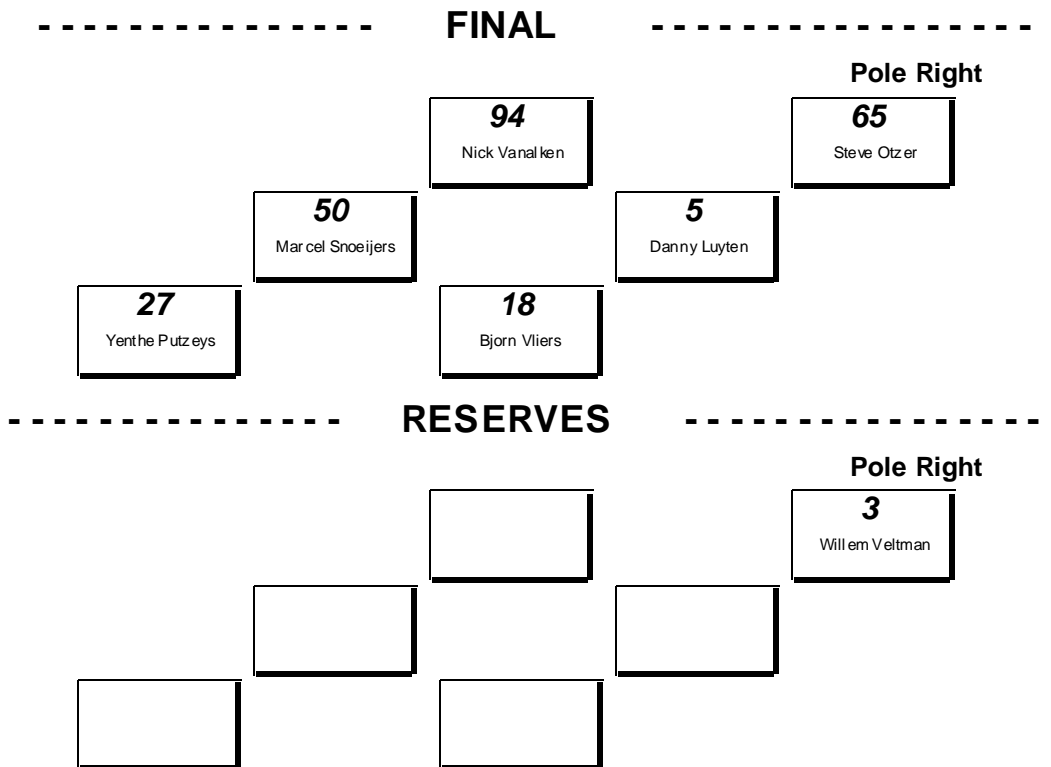 - - - - - - - - - - - - - - - FINAL - - - - - - - - - - - - - - - - -
Pole Right
94 65
Nick Vanalken Steve Otzer
50 5
Marcel Snoeijers Danny Luyten
27 18
Yenthe Putzeys Bjorn Vliers
- - - - - - - - - - - - - - - RESERVES - - - - - - - - - - - - - - - -
Pole Right
3
Willem Veltman